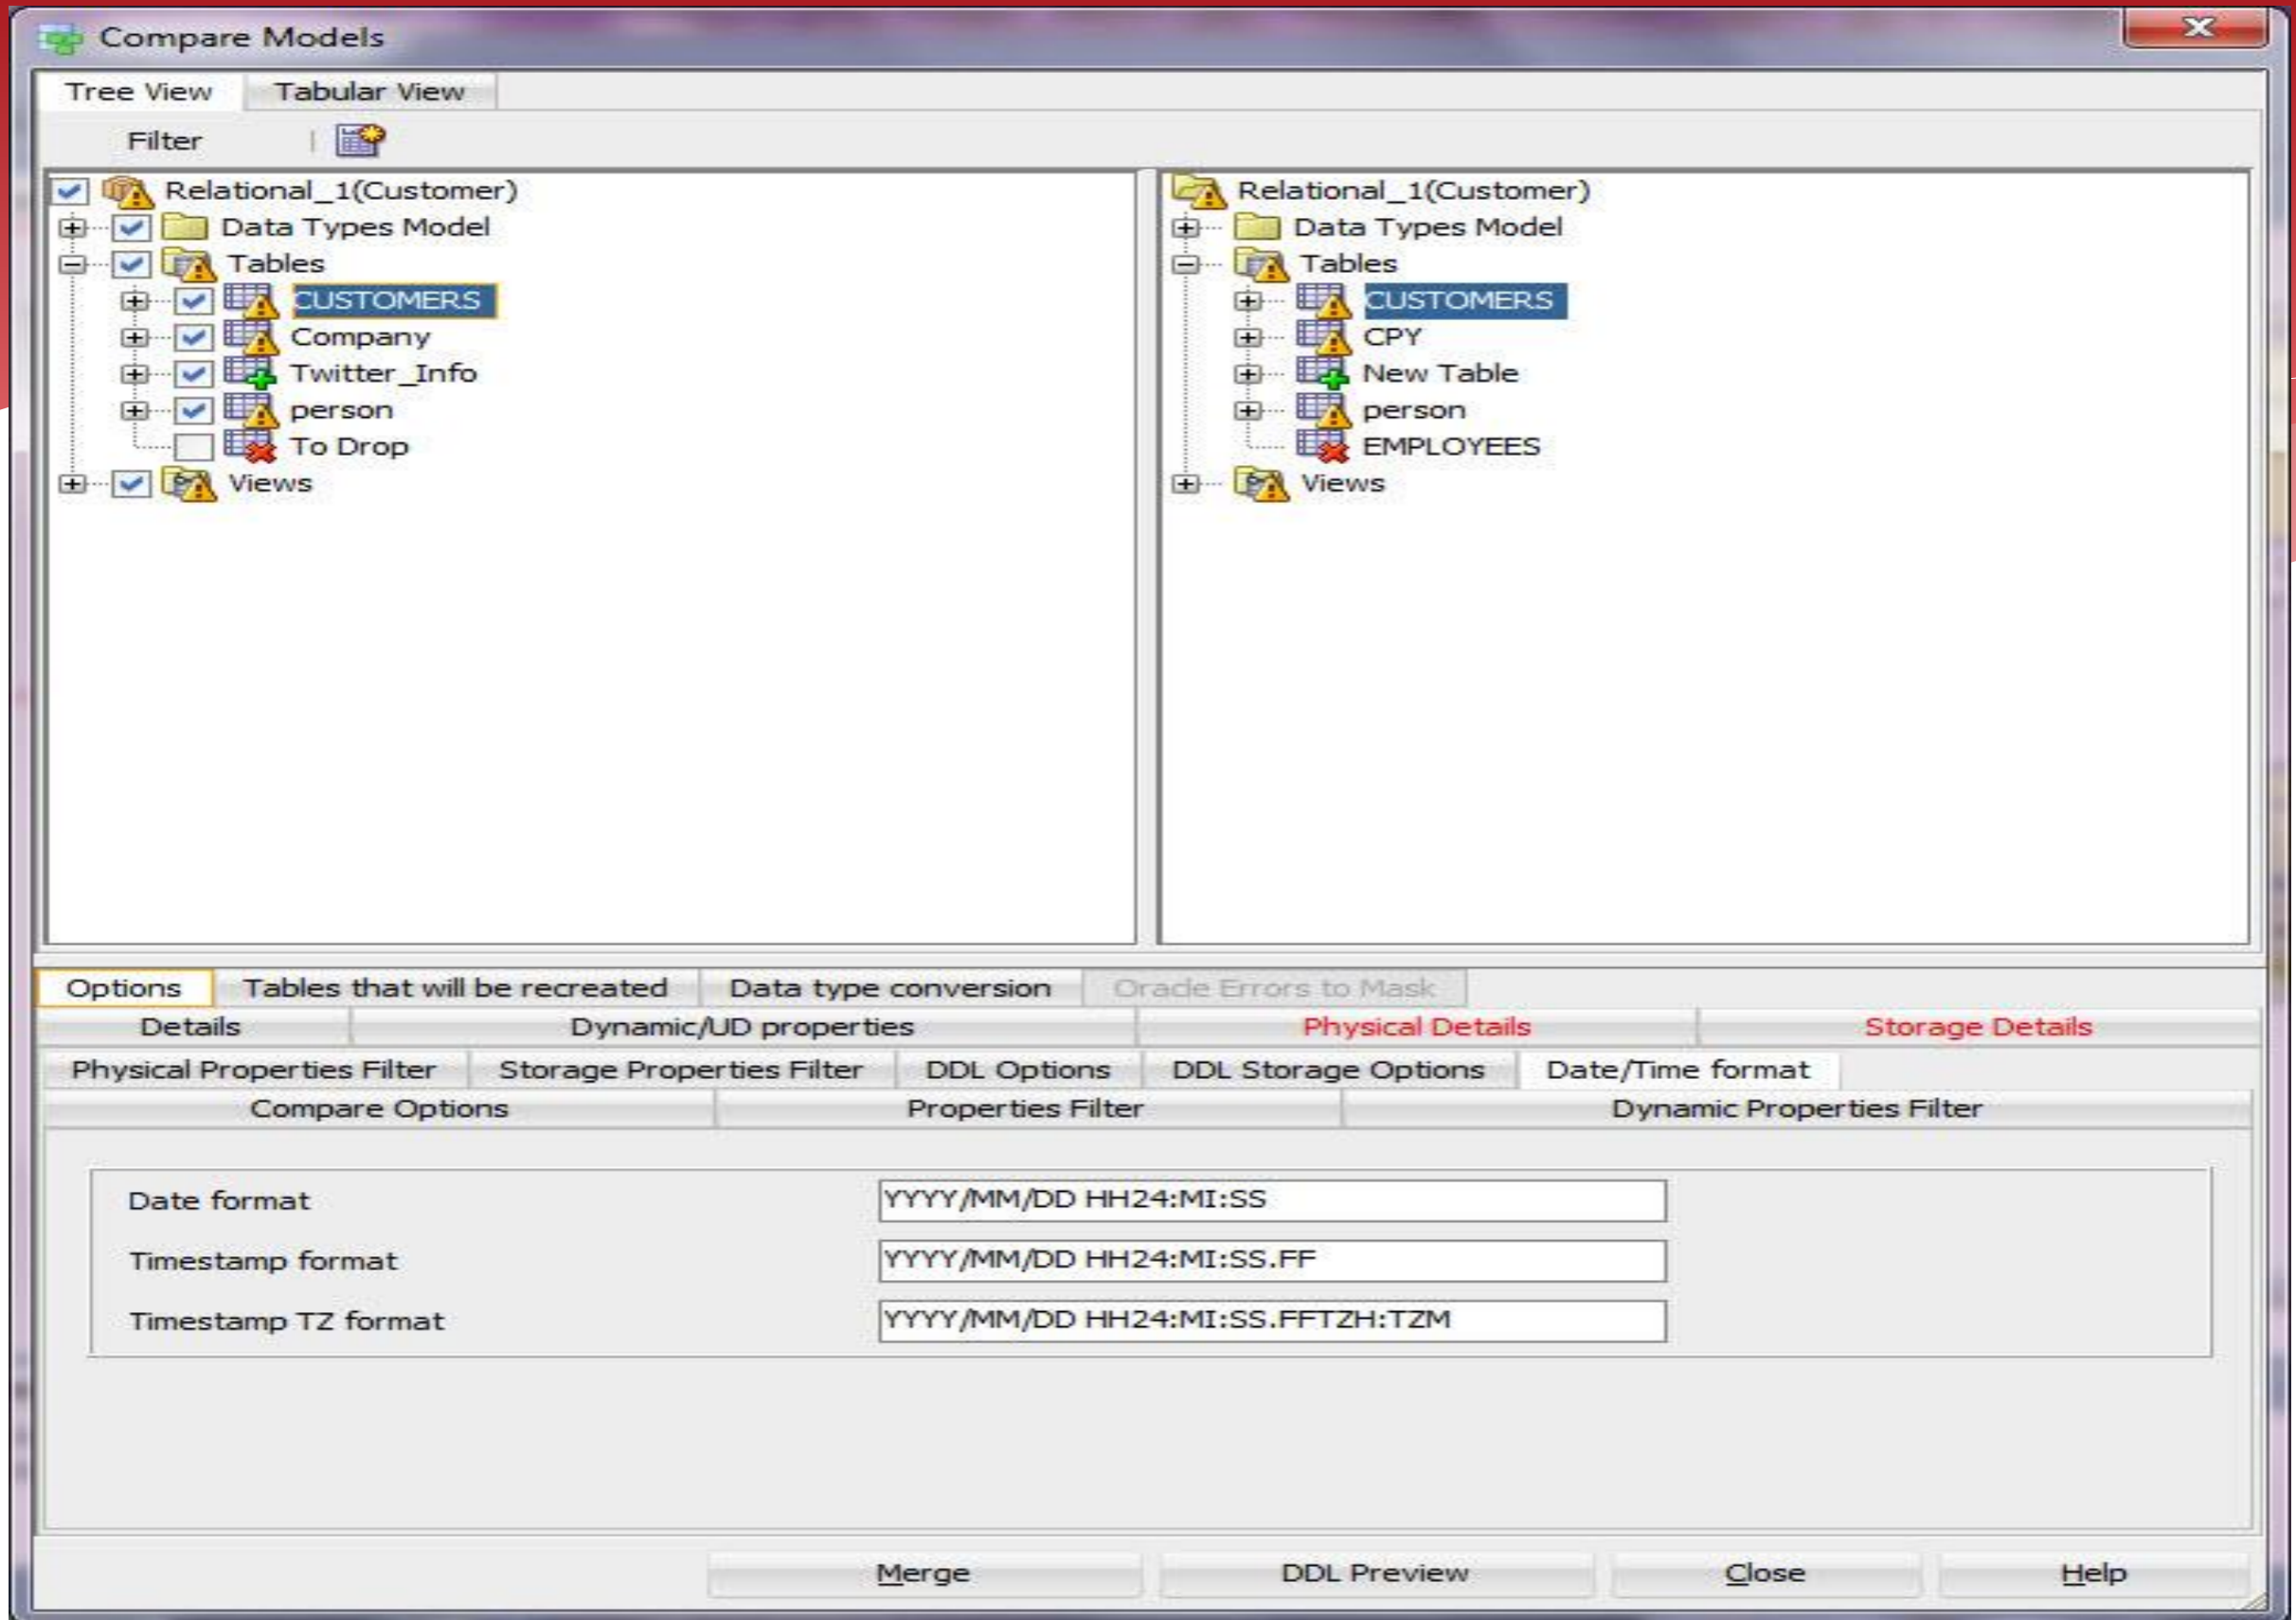 Compare Models
Tree View Tabular View
Filter
Relational_1(Customer)
Data Types Model
Tables
CUSTOMERS
Company
Twitter_Info
person
To Drop
Views
Relational_1(Customer)
Data Types Model
Tables
CUSTOMERS
CPY
New Table
person
EMPLOYEES
Views
Options Tables that will be recreated Data type conversion Oracle Errors to Mask
Details Dynamic/UD properties Physical Details Storage Details
Physical Properties Filter Storage Properties Filter DDL Options DDL Storage Options Date/Time format
Compare Options Properties Filter Dynamic Properties Filter
Date format YYYY/MM/DD HH24:MI:SS
Timestamp format YYYY/MM/DD HH24:MI:SS.FF
Timestamp TZ format YYYY/MM/DD HH24:MI:SS.FFTZH:TZM
Merge DDL Preview Close Help